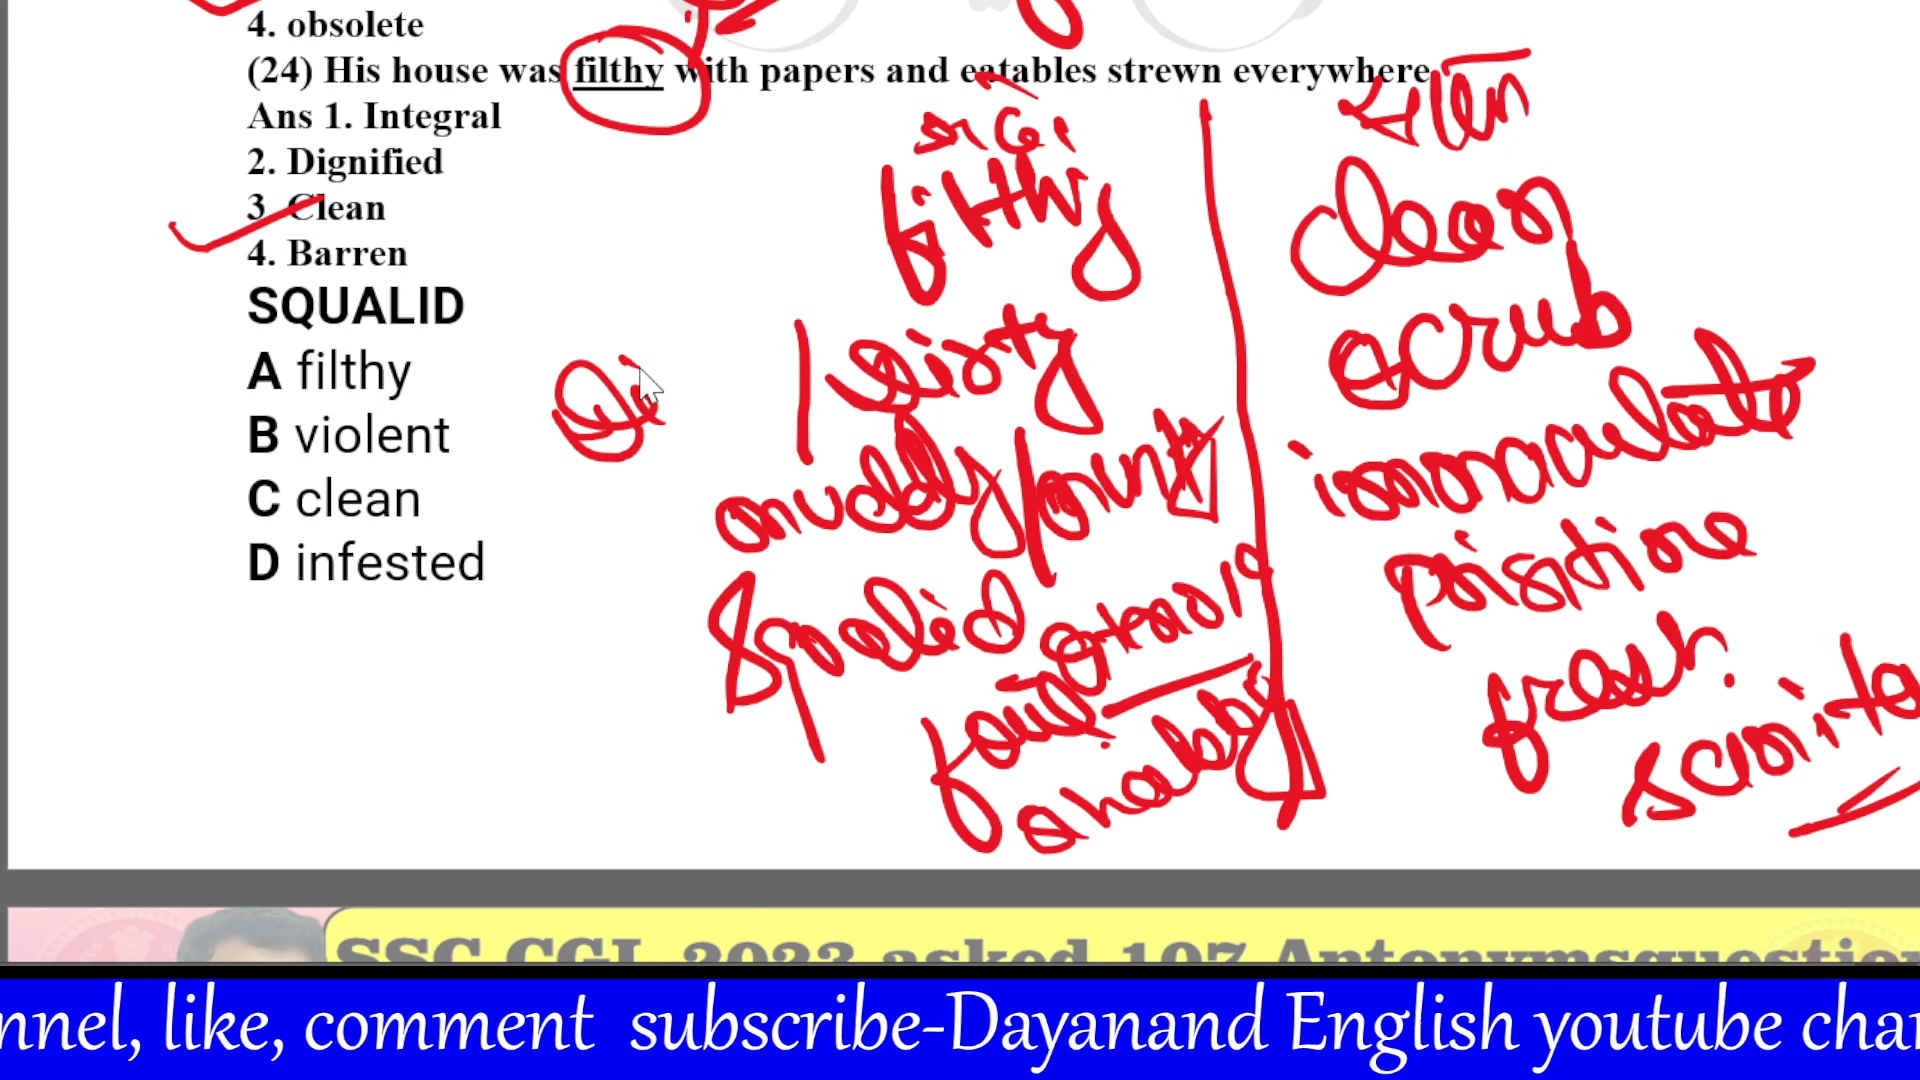 4. obsolete
(24) His house was filthy with papers and eatables strewn everywhere
Ans 1. Integral
2. Dignified
3. Clean
4. Barren
SQUALID
A filthy
B violent
C clean
D infested
filthy
dirty
muddy
squalid
foul
shabby
clean
scrub
immaculate
pristine
fresh
SSC CGL 2023 asked 107 Antonymsquestion
nnel, like, comment subscribe-Dayanand English youtube chan